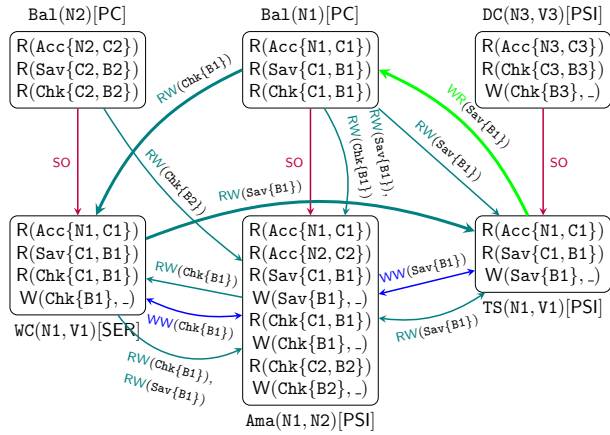 Bal(N2)[PC]
Bal(N1)[PC]
DC(N3, V3)[PSI]
R(Acc{N2, C2})
R(Sav{C2, B2})
R(Chk{C2, B2})
R(Acc{N1, C1})
R(Sav{C1, B1})
R(Chk{C1, B1})
R(Acc{N3, C3})
R(Chk{C3, B3})
W(Chk{B3}, _)
RW(Chk{B1})
WR(Sav{B1})
SO
RW(Chk{B2})
SO
RW(Sav{B1}),
RW(Chk{B1})
RW(Sav{B1})
SO
RW(Sav{B1})
R(Acc{N1, C1})
R(Sav{C1, B1})
R(Chk{C1, B1})
W(Chk{B1}, _)
WC(N1, V1)[SER]
R(Acc{N1, C1})
R(Acc{N2, C2})
R(Sav{C1, B1})
W(Sav{B1}, _)
R(Chk{C1, B1})
W(Chk{B1}, _)
R(Chk{C2, B2})
W(Chk{B2}, _)
Ama(N1, N2)[PSI]
R(Acc{N1, C1})
R(Sav{C1, B1})
W(Sav{B1}, _)
TS(N1, V1)[PSI]
RW(Chk{B1})
WW(Sav{B1})
WW(Chk{B1})
RW(Sav{B1})
RW(Chk{B1}),
RW(Sav{B1})